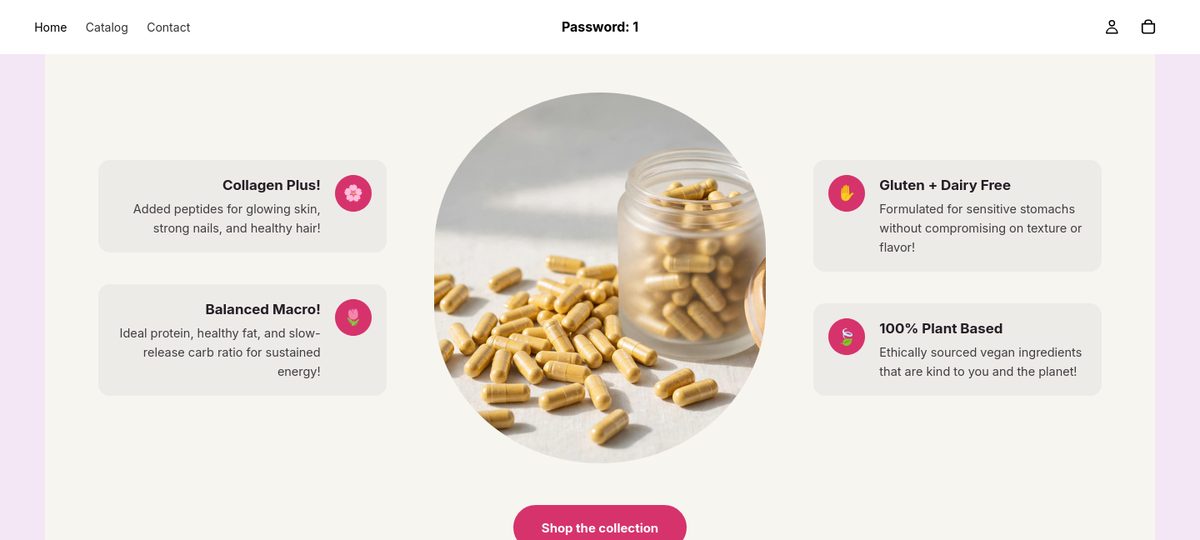 Home Catalog Contact
Password: 1
Collagen Plus!
Added peptides for glowing skin,
strong nails, and healthy hair!
Balanced Macro!
Ideal protein, healthy fat, and slow-
release carb ratio for sustained
energy!
Gluten + Dairy Free
Formulated for sensitive stomachs
without compromising on texture or
flavor!
100% Plant Based
Ethically sourced vegan ingredients
that are kind to you and the planet!
Shop the collection